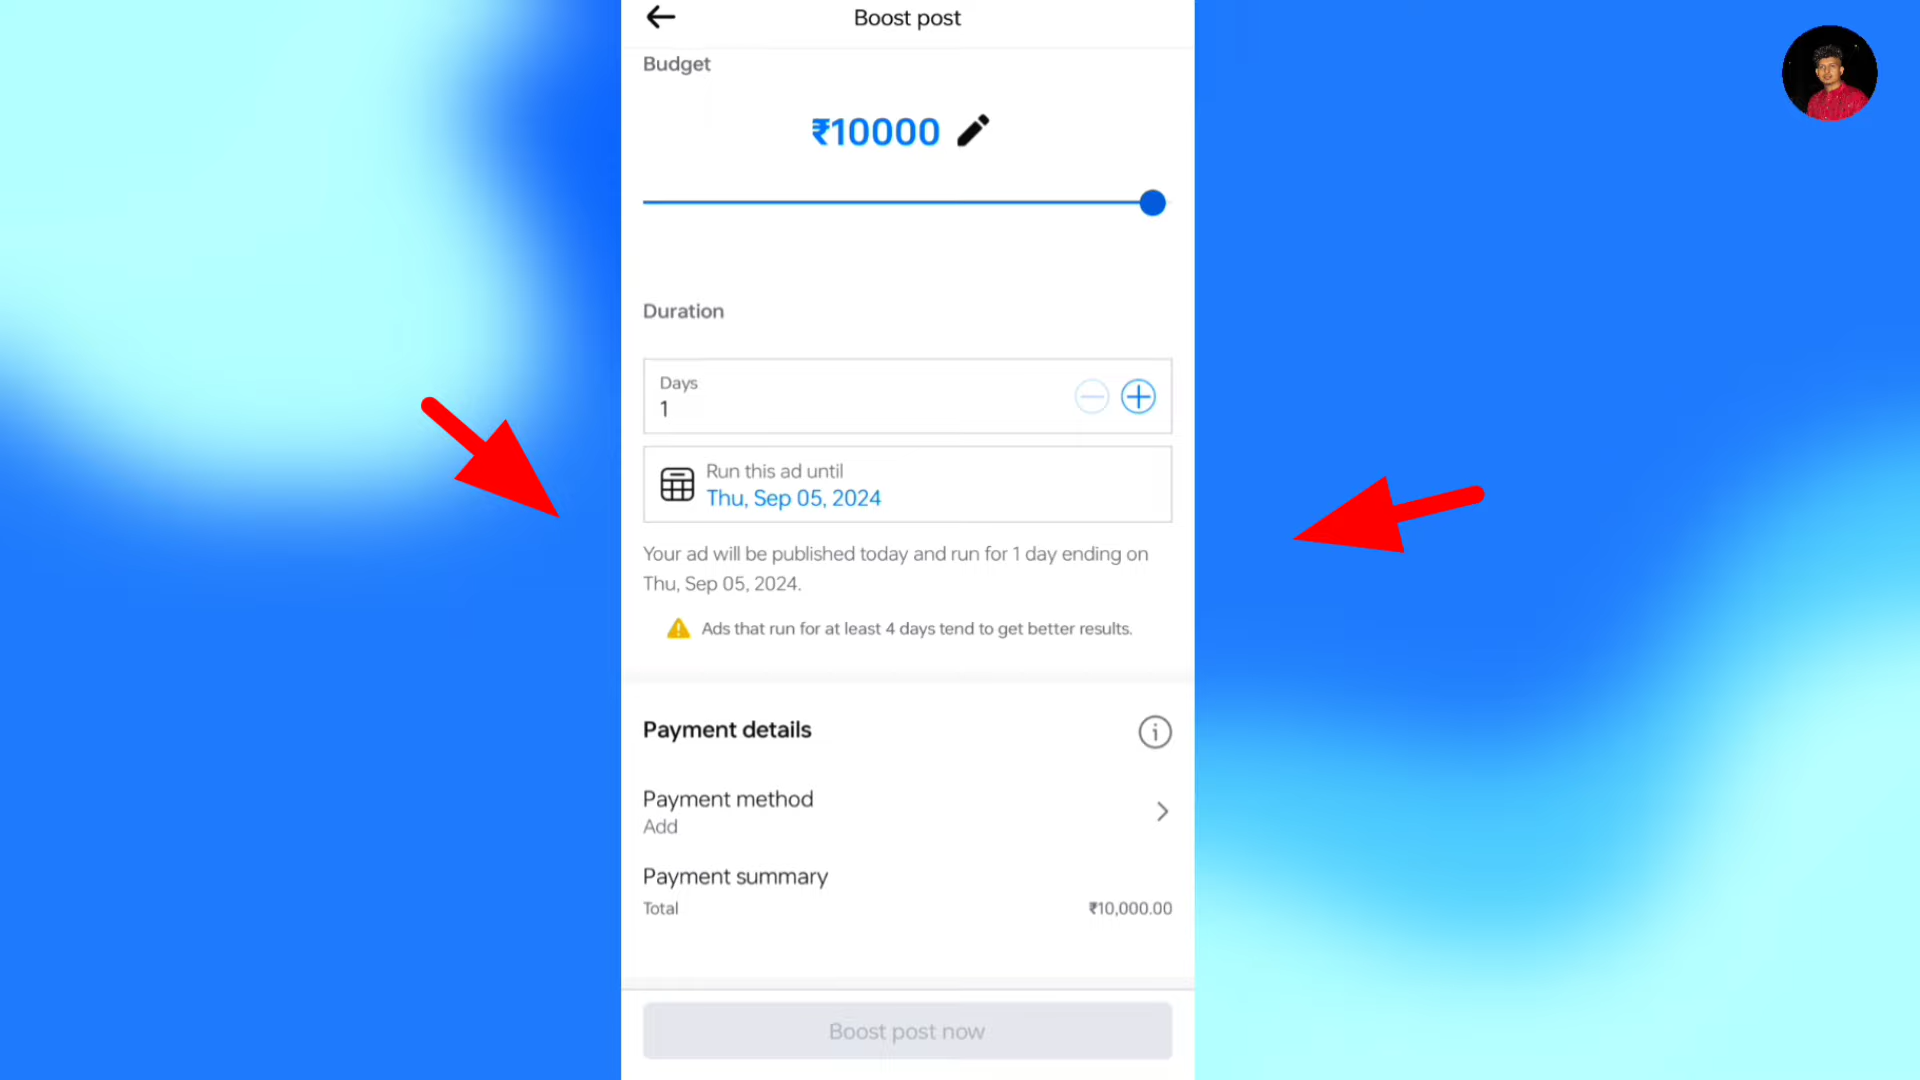 Boost post
Budget
₹10000
Duration
Days
1
Run this ad until
Thu, Sep 05, 2024
Your ad will be published today and run for 1 day ending on
Thu, Sep 05, 2024.
Ads that run for at least 4 days tend to get better results.
Payment details
Payment method
Add
Payment summary
Total ₹10,000.00
Boost post now